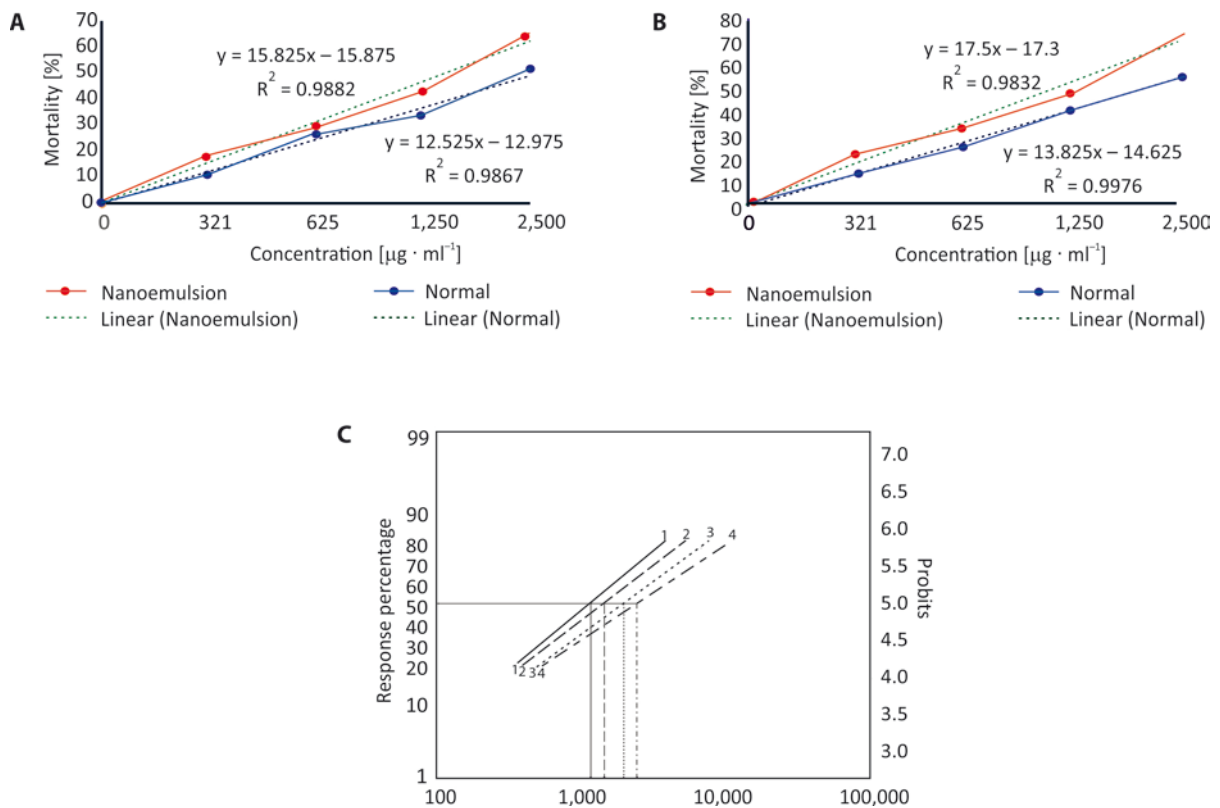 A
Mortality [%]
70
60
50
40
30
20
10
0
y = 15.825x – 15.875
R² = 0.9882
y = 12.525x – 12.975
R² = 0.9867
0 321 625 1,250 2,500
Concentration [μg · ml⁻¹]
Nanoemulsion Normal
Linear (Nanoemulsion) Linear (Normal)
B
Mortality [%]
80
70
60
50
40
30
20
10
0
y = 17.5x – 17.3
R² = 0.9832
y = 13.825x – 14.625
R² = 0.9976
0 321 625 1,250 2,500
Concentration [μg · ml⁻¹]
Nanoemulsion Normal
Linear (Nanoemulsion) Linear (Normal)
C
Response percentage
99
90
80
70
60
50
40
30
20
10
1
1 2 3 4
12 34
7.0
6.5
6.0
5.5
5.0
4.5
4.0
3.5
3.0
Probits
100 1,000 10,000 100,000